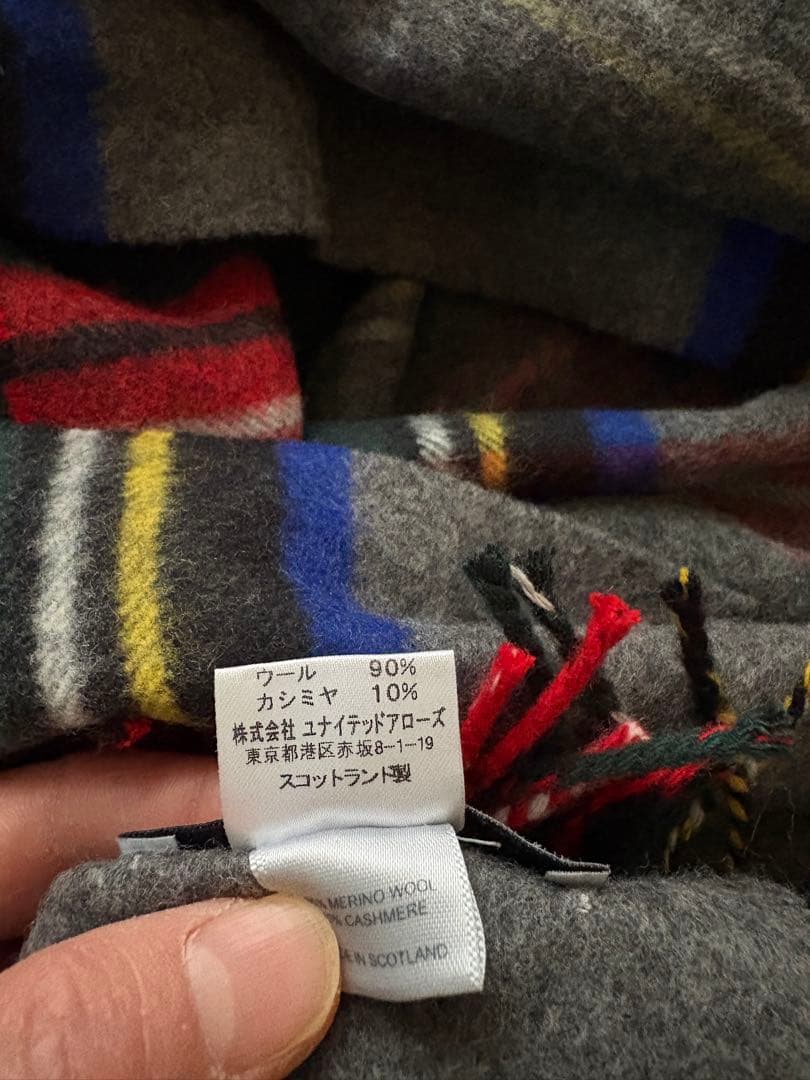 ウール 90%
カシミヤ 10%
株式会社 ユナイテッドアローズ
東京都港区赤坂8-1-19
スコットランド製
MERINO WOOL
CASHMERE
IN SCOTLAND